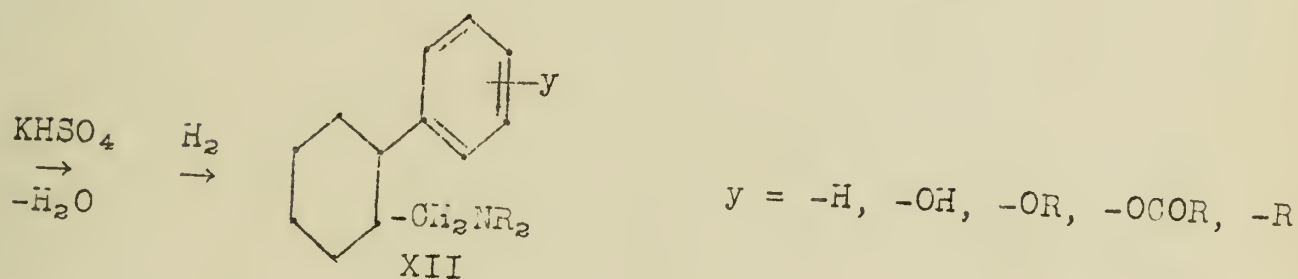 KHSO₄ H₂
→ →
-H₂O
-y
-CH₂NR₂
XII
y = -H, -OH, -OR, -OCOR, -R